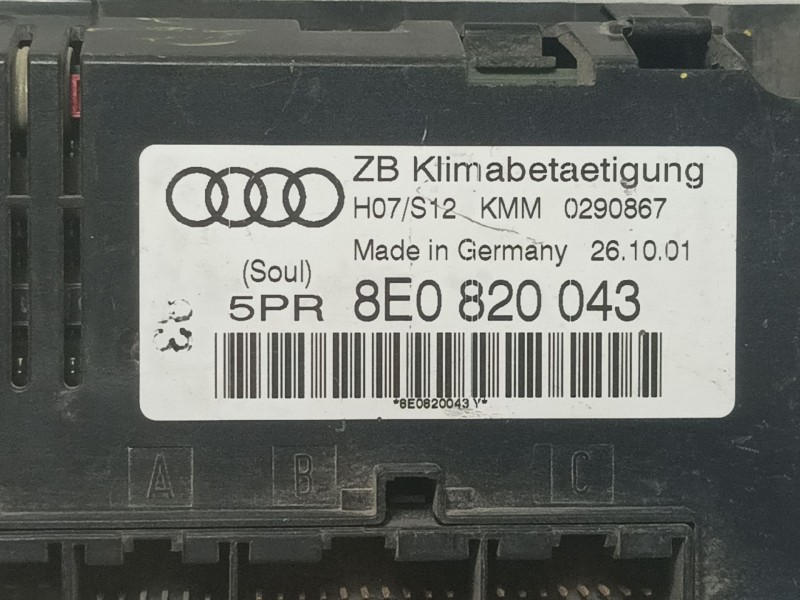 ZB Klimabetaetigung
H07/S12 KMM 0290867
Made in Germany 26.10.01
(Soul)
5PR 8E0 820 043
*8E0820043 Y*
A B C